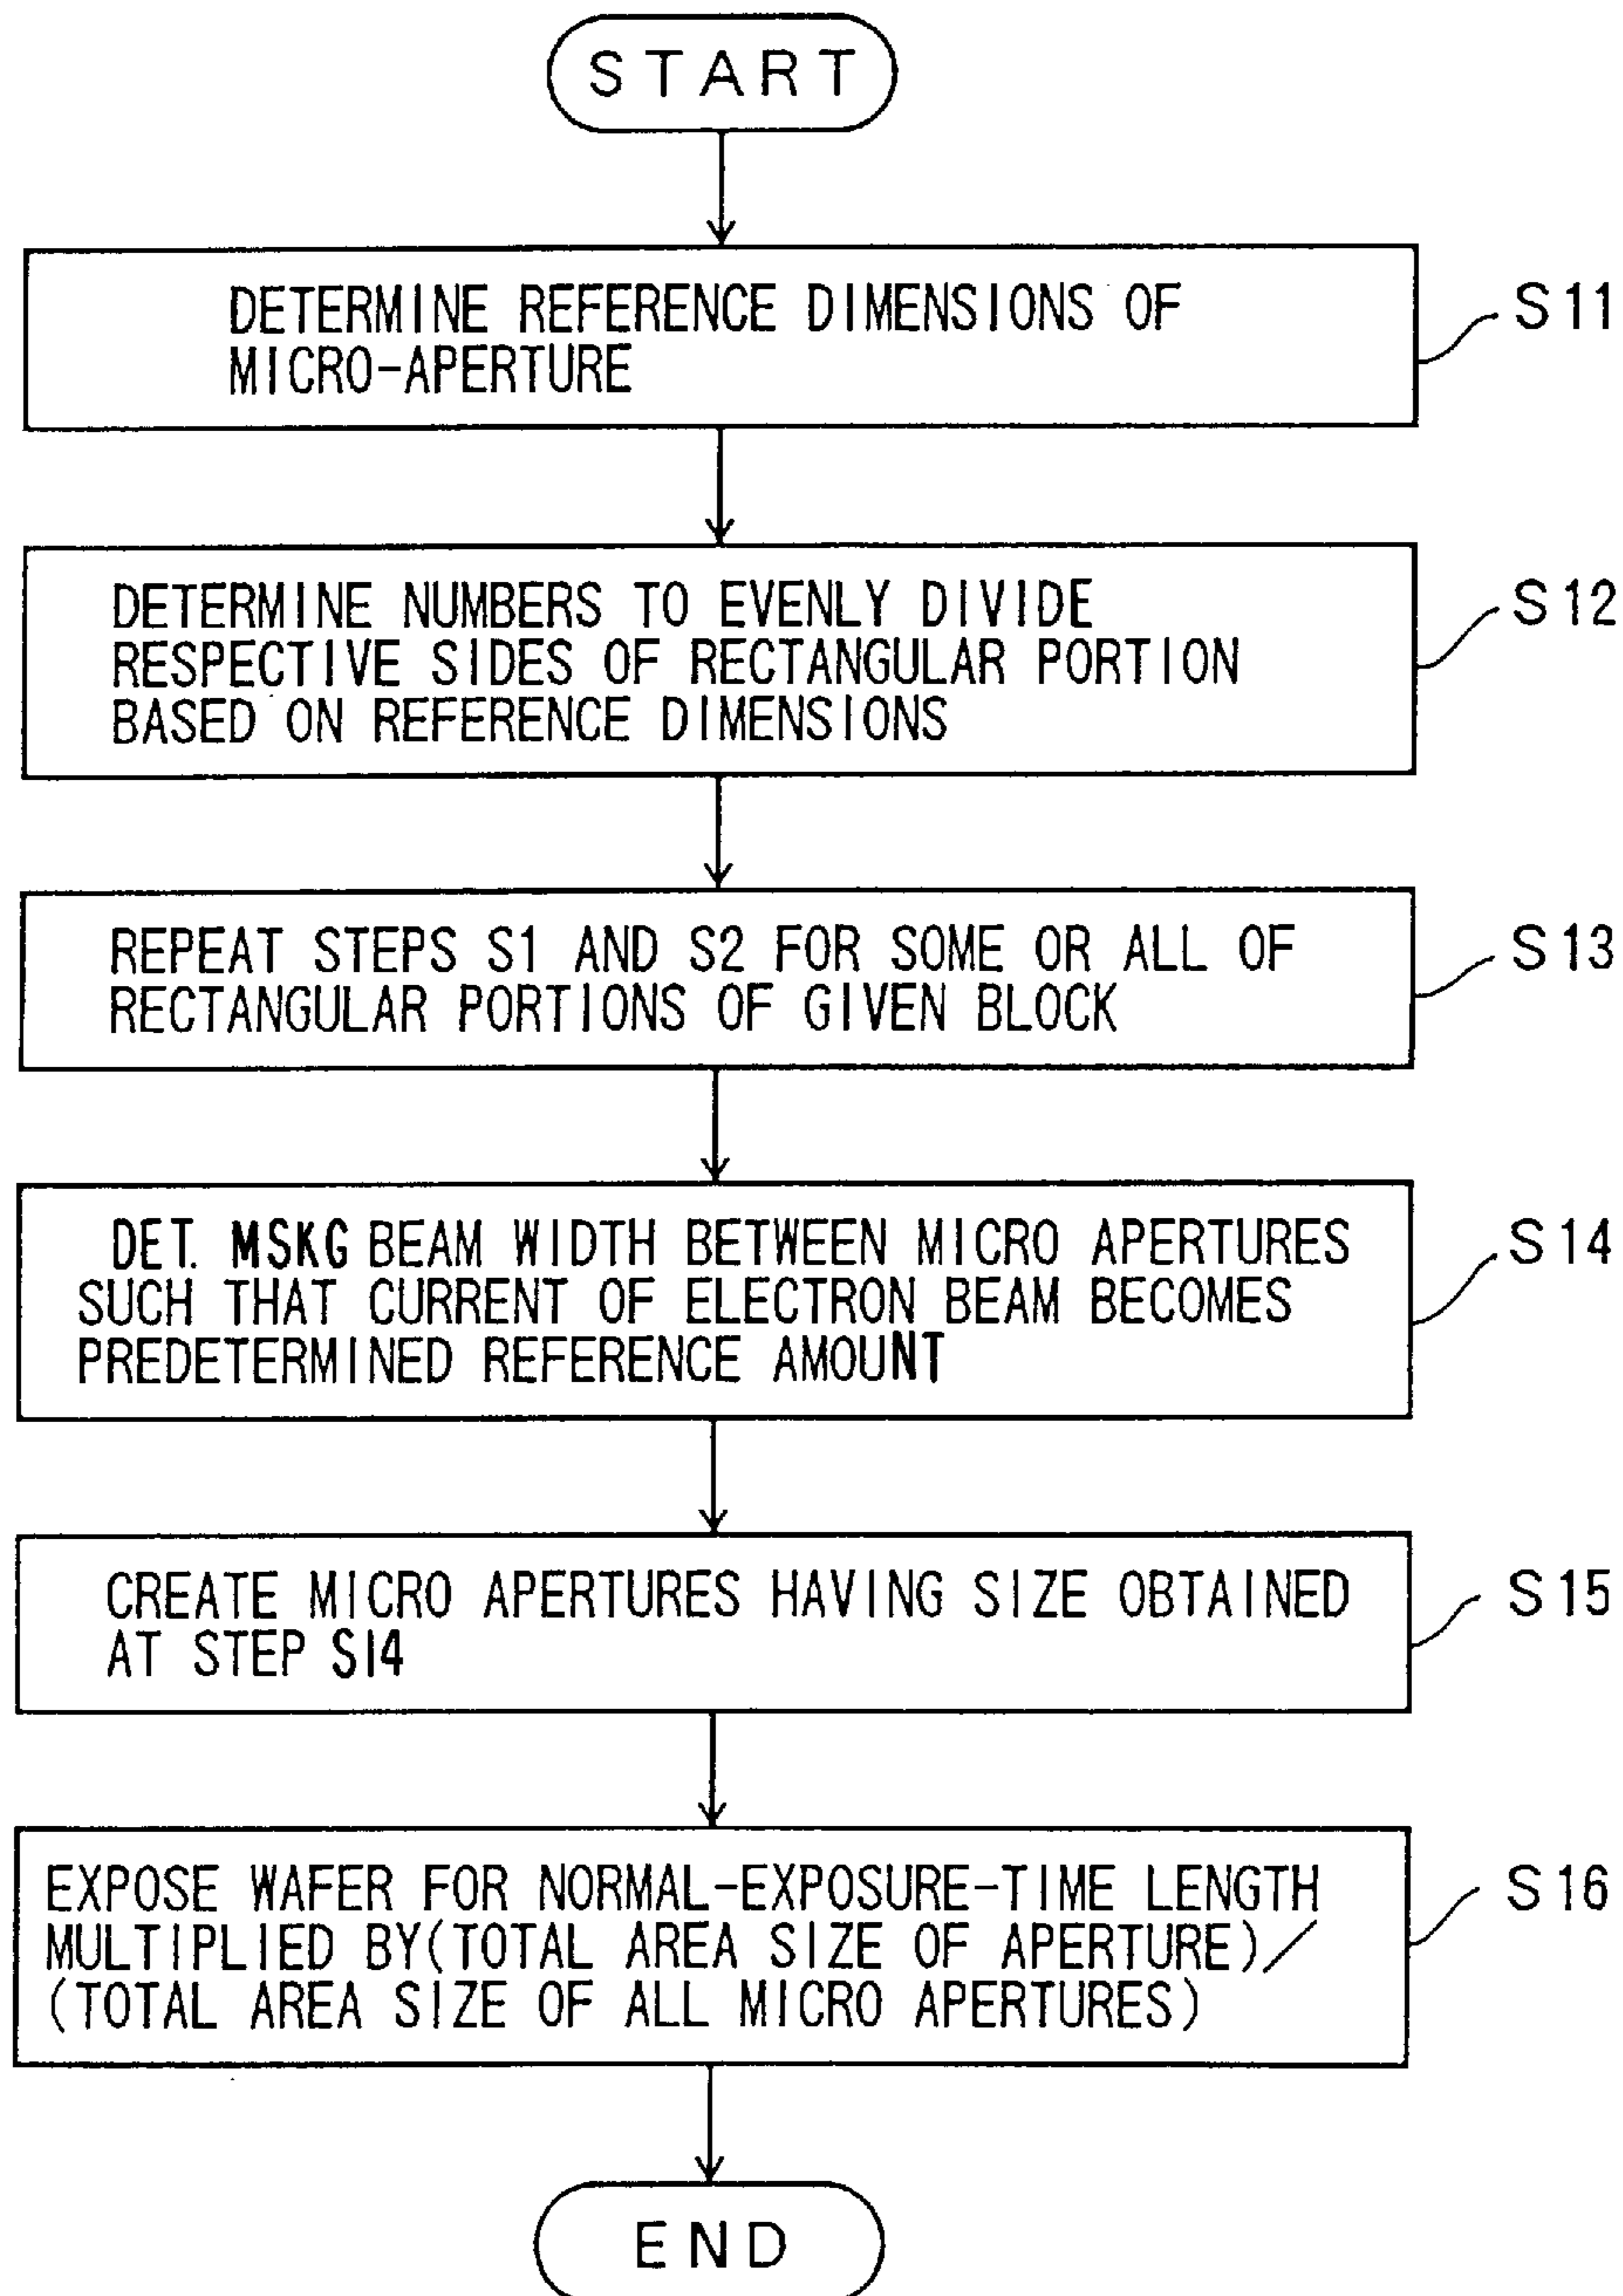 START
DETERMINE REFERENCE DIMENSIONS OF
MICRO-APERTURE
S11
DETERMINE NUMBERS TO EVENLY DIVIDE
RESPECTIVE SIDES OF RECTANGULAR PORTION
BASED ON REFERENCE DIMENSIONS
S12
REPEAT STEPS S1 AND S2 FOR SOME OR ALL OF
RECTANGULAR PORTIONS OF GIVEN BLOCK
S13
DET. MSKG BEAM WIDTH BETWEEN MICRO APERTURES
SUCH THAT CURRENT OF ELECTRON BEAM BECOMES
PREDETERMINED REFERENCE AMOUNT
S14
CREATE MICRO APERTURES HAVING SIZE OBTAINED
AT STEP S14
S15
EXPOSE WAFER FOR NORMAL-EXPOSURE-TIME LENGTH
MULTIPLIED BY(TOTAL AREA SIZE OF APERTURE)/
(TOTAL AREA SIZE OF ALL MICRO APERTURES)
S16
END